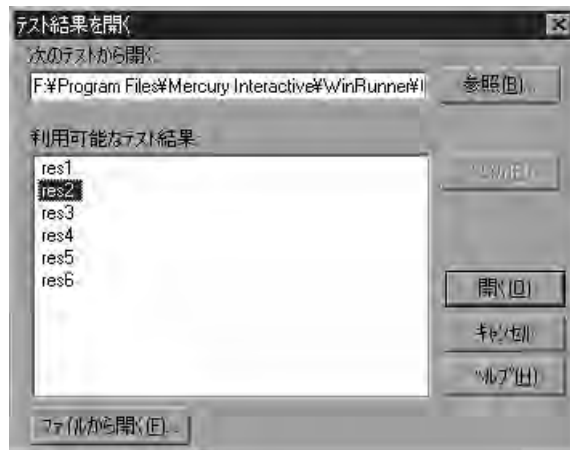 テスト結果を開く
次のテストから開く:
F:¥Program Files¥Mercury Interactive¥WinRunner¥
参照(B)...
利用可能なテスト結果:
res1
res2
res3
res4
res5
res6
開く(O)
キャンセル
ヘルプ(H)
ファイルから開く(F)...